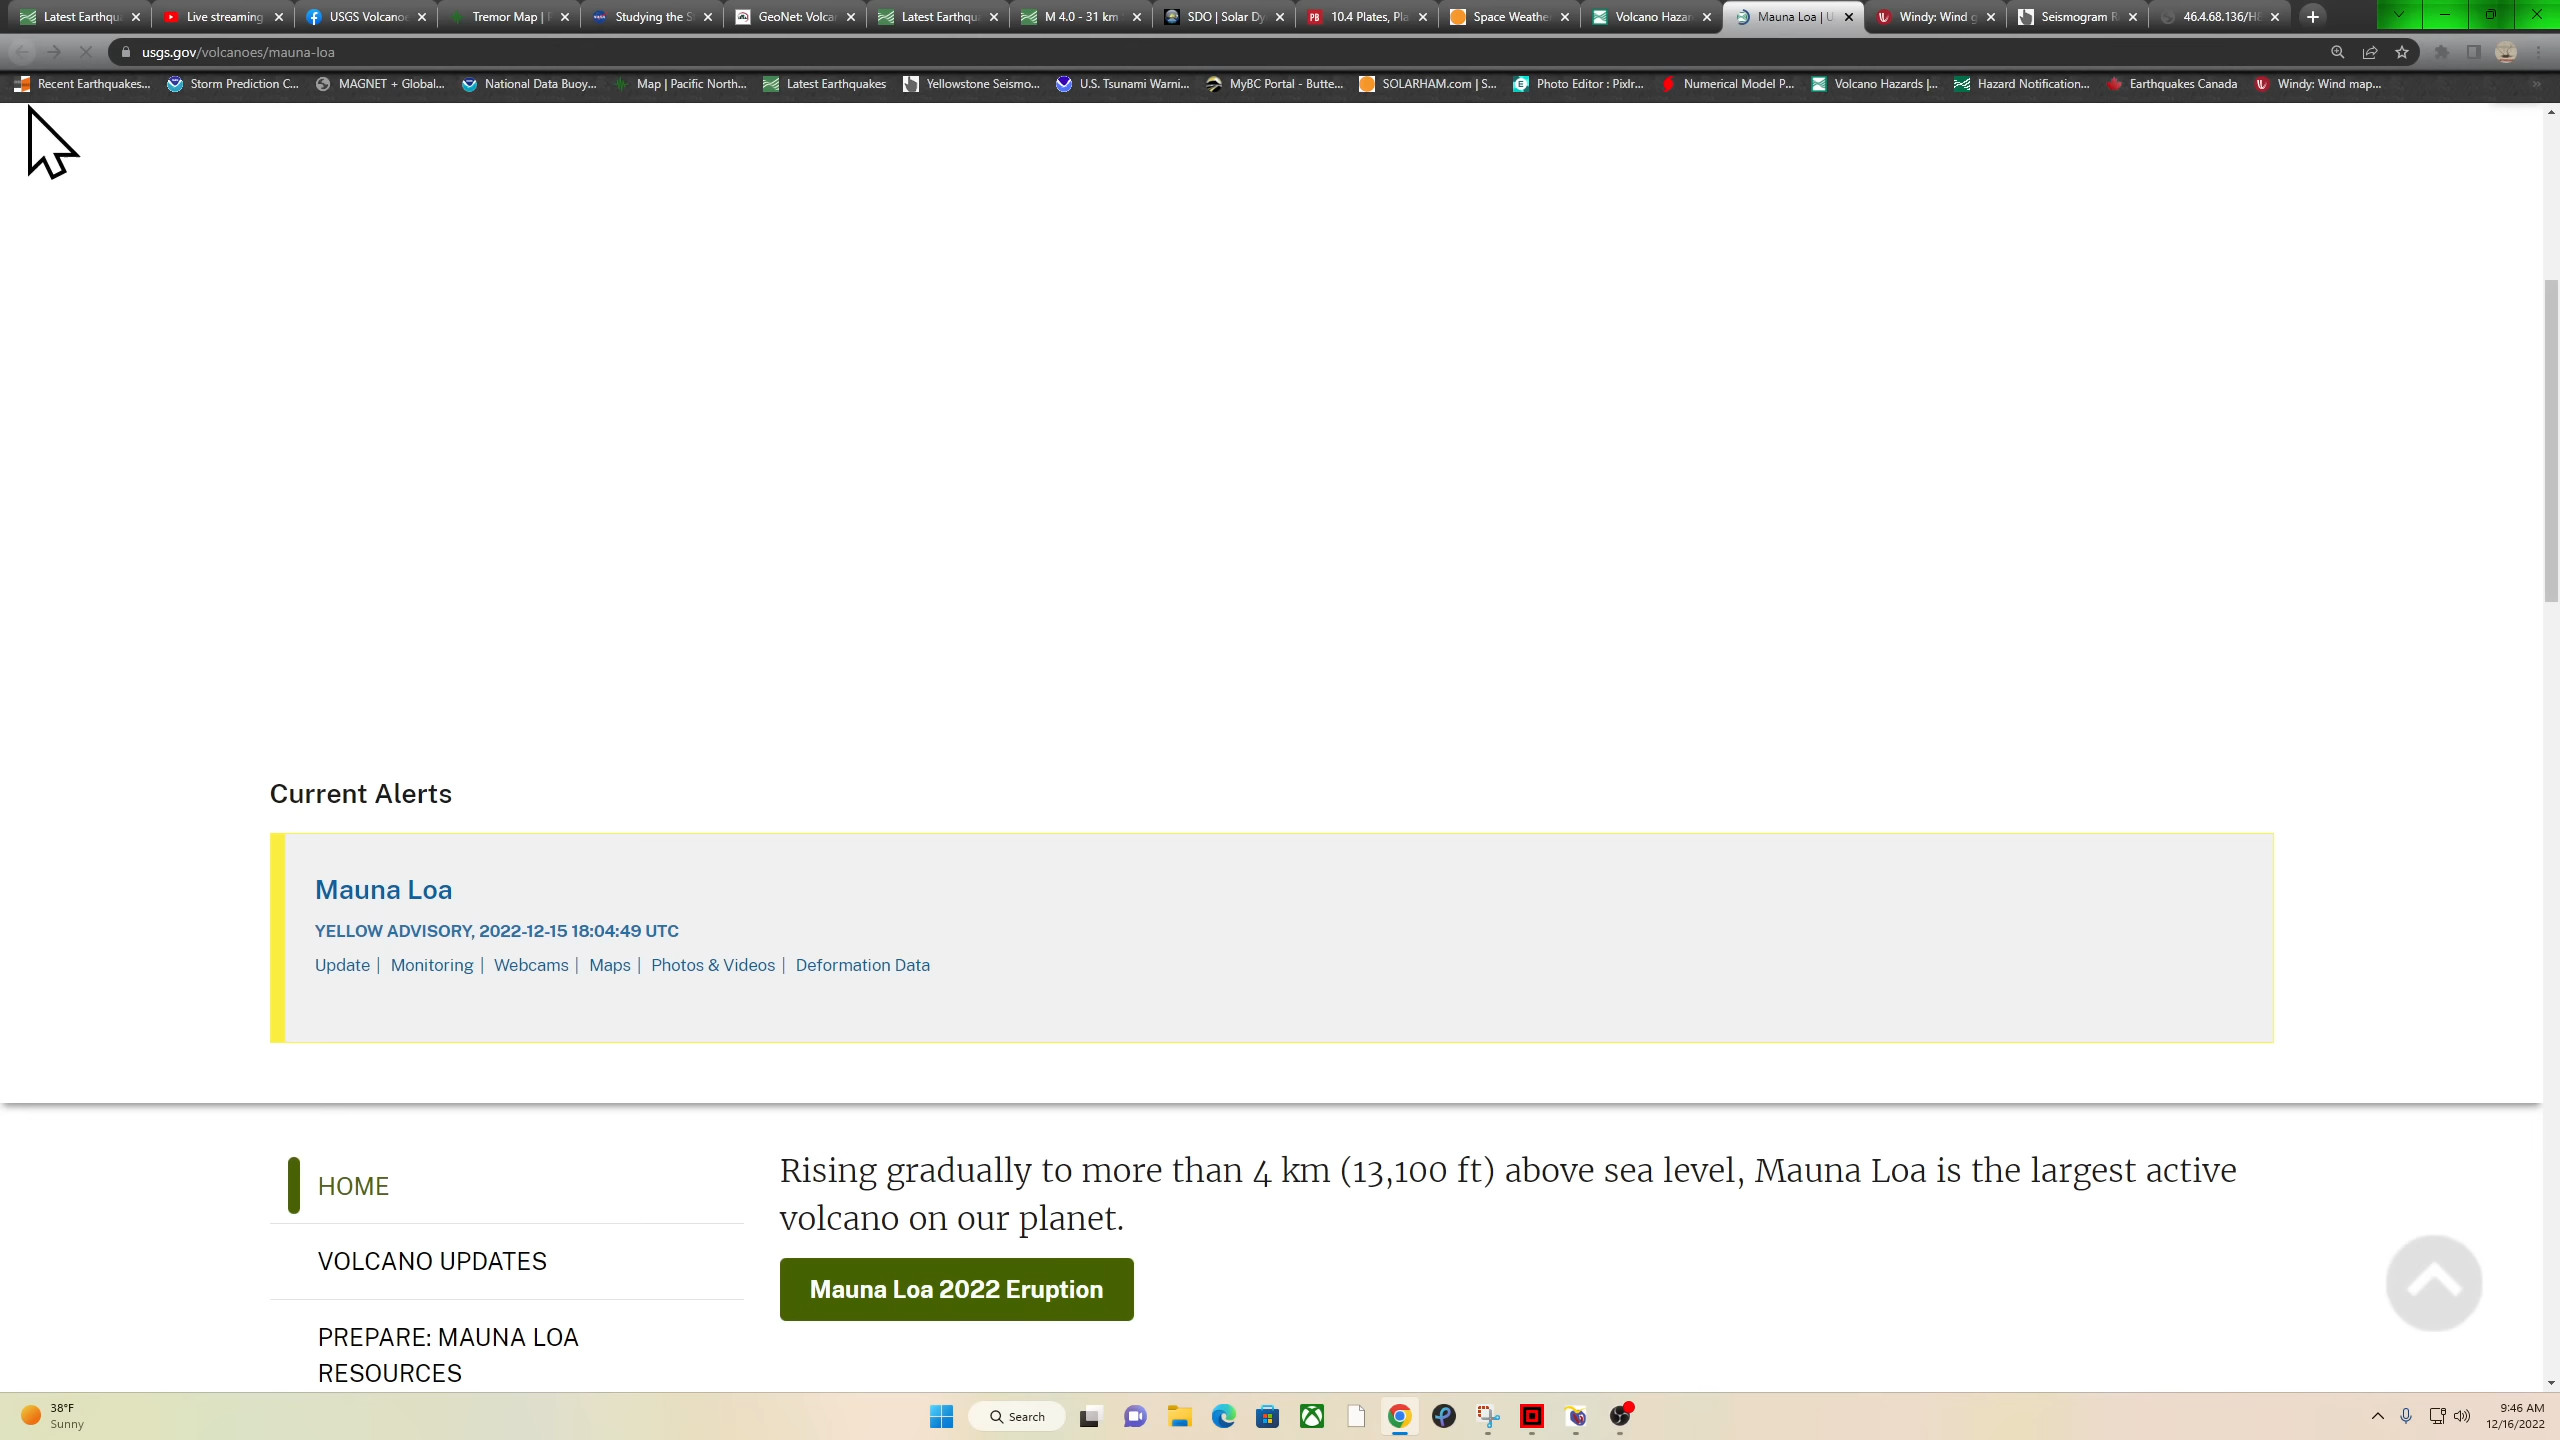 Latest Earthqu
Live streaming
USGS Volcano
Tremor Map |
Studying the S
GeoNet: Volca
Latest Earthqu
M 4.0 - 31 km
SDO | Solar Dy
PB 10.4 Plates, Pla
Space Weathe
Volcano Haza
Mauna Loa | U
Windy: Wind
Seismogram
46.4.68.136/H
usgs.gov/volcanoes/mauna-loa
Recent Earthquakes...
Storm Prediction C...
MAGNET + Global...
National Data Buoy...
Map | Pacific North...
Latest Earthquakes
Yellowstone Seismo...
U.S. Tsunami Warni...
MyBC Portal - Butte...
SOLARHAM.com | S...
Photo Editor : Pixlr...
Numerical Model P...
Volcano Hazards |...
Hazard Notification...
Earthquakes Canada
Windy: Wind map...
Current Alerts
Mauna Loa
YELLOW ADVISORY, 2022-12-15 18:04:49 UTC
Update | Monitoring | Webcams | Maps | Photos & Videos | Deformation Data
HOME
VOLCANO UPDATES
PREPARE: MAUNA LOA
RESOURCES
Rising gradually to more than 4 km (13,100 ft) above sea level, Mauna Loa is the largest active
volcano on our planet.
Mauna Loa 2022 Eruption
38°F
Sunny
Search
9:46 AM
12/16/2022